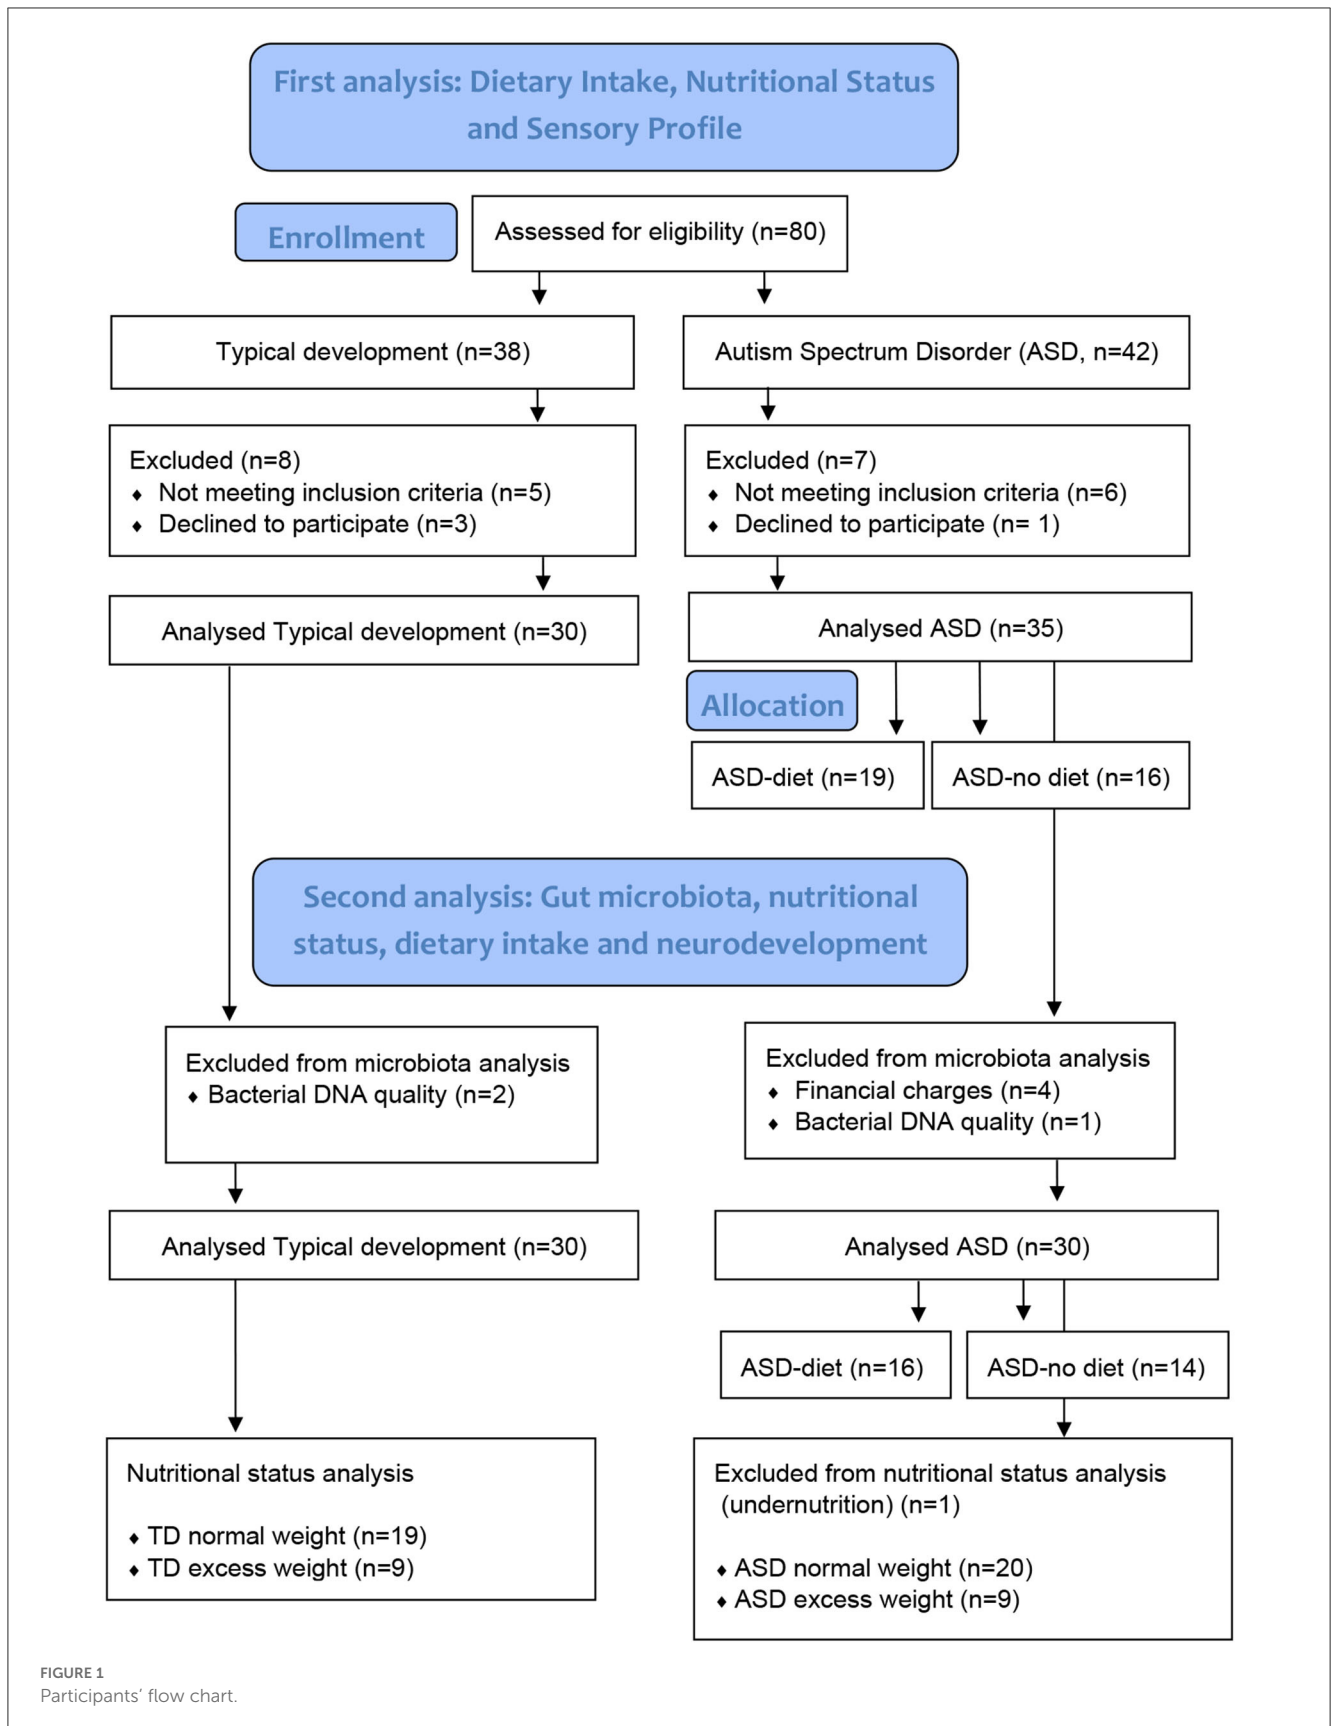 First analysis: Dietary Intake, Nutritional Status
and Sensory Profile
Enrollment
Assessed for eligibility (n=80)
Typical development (n=38)
Autism Spectrum Disorder (ASD, n=42)
Excluded (n=8)
♦ Not meeting inclusion criteria (n=5)
♦ Declined to participate (n=3)
Excluded (n=7)
♦ Not meeting inclusion criteria (n=6)
♦ Declined to participate (n= 1)
Analysed Typical development (n=30)
Analysed ASD (n=35)
Allocation
ASD-diet (n=19)
ASD-no diet (n=16)
Second analysis: Gut microbiota, nutritional
status, dietary intake and neurodevelopment
Excluded from microbiota analysis
♦ Bacterial DNA quality (n=2)
Excluded from microbiota analysis
♦ Financial charges (n=4)
♦ Bacterial DNA quality (n=1)
Analysed Typical development (n=30)
Analysed ASD (n=30)
ASD-diet (n=16)
ASD-no diet (n=14)
Nutritional status analysis
♦ TD normal weight (n=19)
♦ TD excess weight (n=9)
Excluded from nutritional status analysis
(undernutrition) (n=1)
♦ ASD normal weight (n=20)
♦ ASD excess weight (n=9)
FIGURE 1
Participants' flow chart.